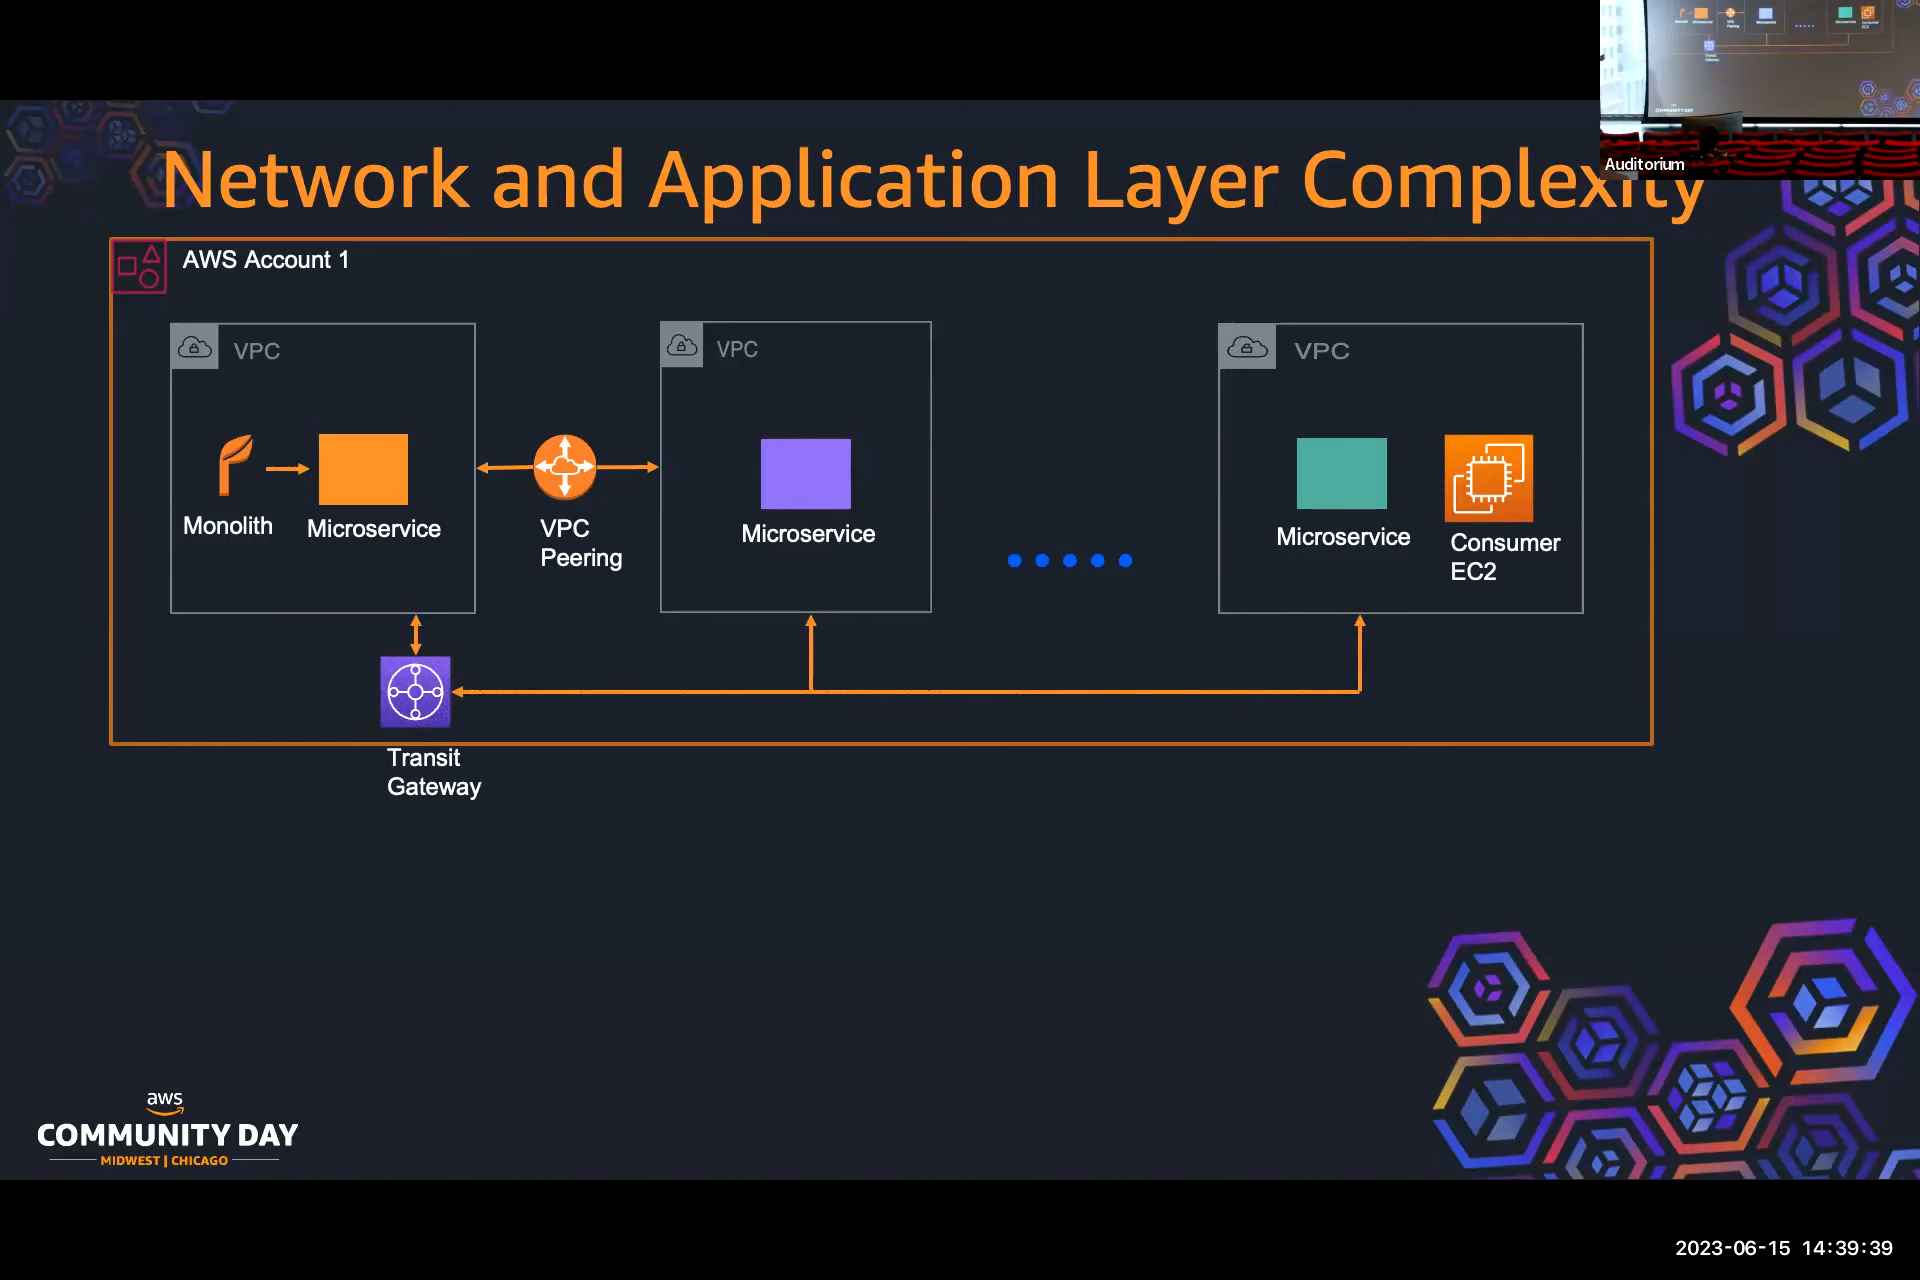 Network and Application Layer Complexity
Auditorium
AWS Account 1
VPC
VPC
VPC
Monolith
Microservice
VPC
Peering
Microservice
Microservice
Consumer
EC2
Transit
Gateway
aws
COMMUNITY DAY
MIDWEST | CHICAGO
2023-06-15 14:39:39